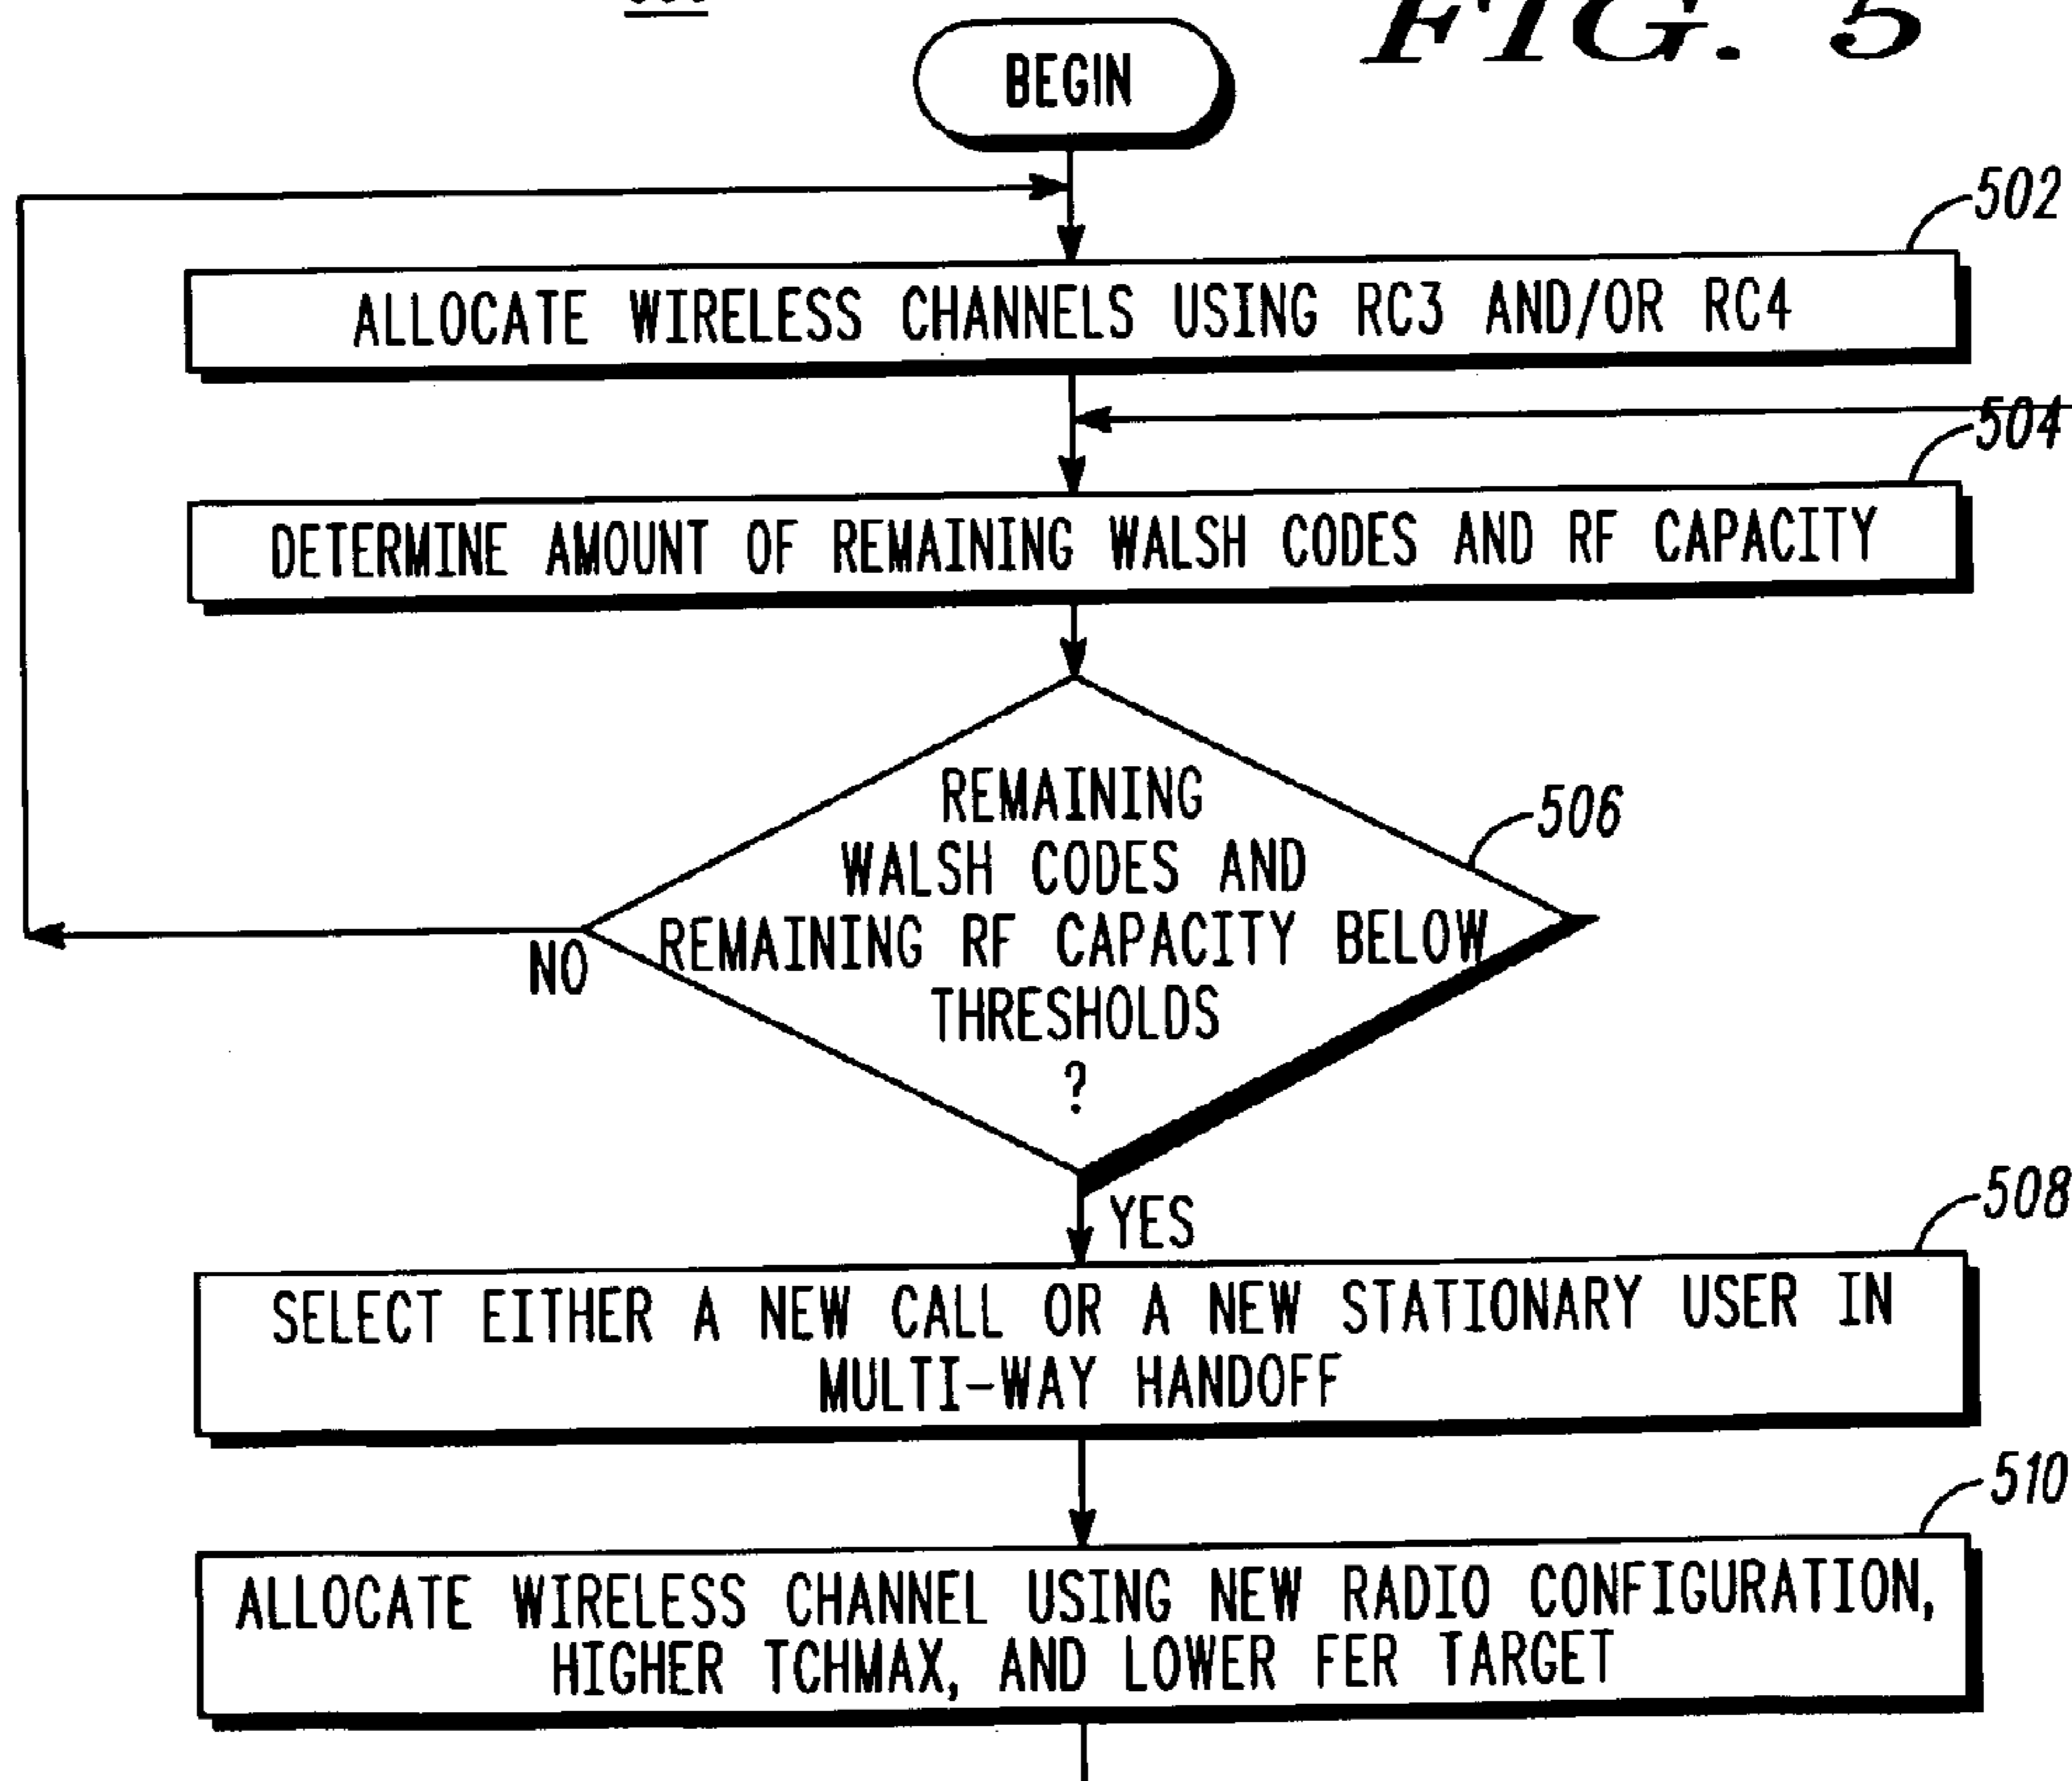 FIG. 5
BEGIN
502
ALLOCATE WIRELESS CHANNELS USING RC3 AND/OR RC4
504
DETERMINE AMOUNT OF REMAINING WALSH CODES AND RF CAPACITY
REMAINING
WALSH CODES AND
REMAINING RF CAPACITY BELOW
THRESHOLDS
?
506
NO
YES
508
SELECT EITHER A NEW CALL OR A NEW STATIONARY USER IN
MULTI-WAY HANDOFF
510
ALLOCATE WIRELESS CHANNEL USING NEW RADIO CONFIGURATION,
HIGHER TCHMAX, AND LOWER FER TARGET